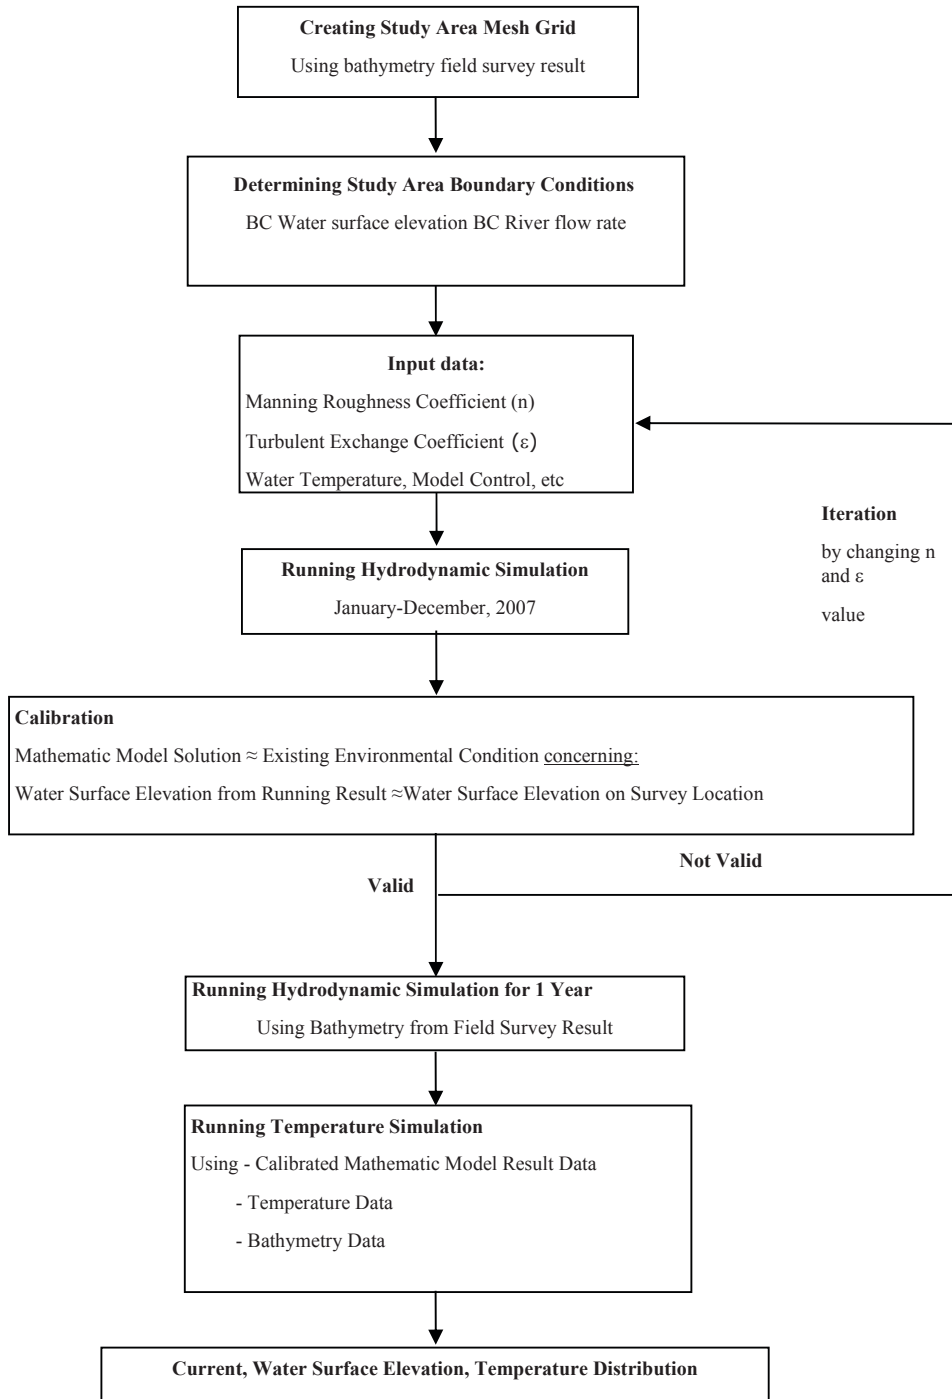 Creating Study Area Mesh Grid
Using bathymetry field survey result
Determining Study Area Boundary Conditions
BC Water surface elevation BC River flow rate
Input data:
Manning Roughness Coefficient (n)
Turbulent Exchange Coefficient (ε)
Water Temperature, Model Control, etc
Iteration
by changing n
and ε
value
Running Hydrodynamic Simulation
January-December, 2007
Calibration
Mathematic Model Solution ≈ Existing Environmental Condition concerning:
Water Surface Elevation from Running Result ≈Water Surface Elevation on Survey Location
Not Valid
Valid
Running Hydrodynamic Simulation for 1 Year
Using Bathymetry from Field Survey Result
Running Temperature Simulation
Using - Calibrated Mathematic Model Result Data
- Temperature Data
- Bathymetry Data
Current, Water Surface Elevation, Temperature Distribution